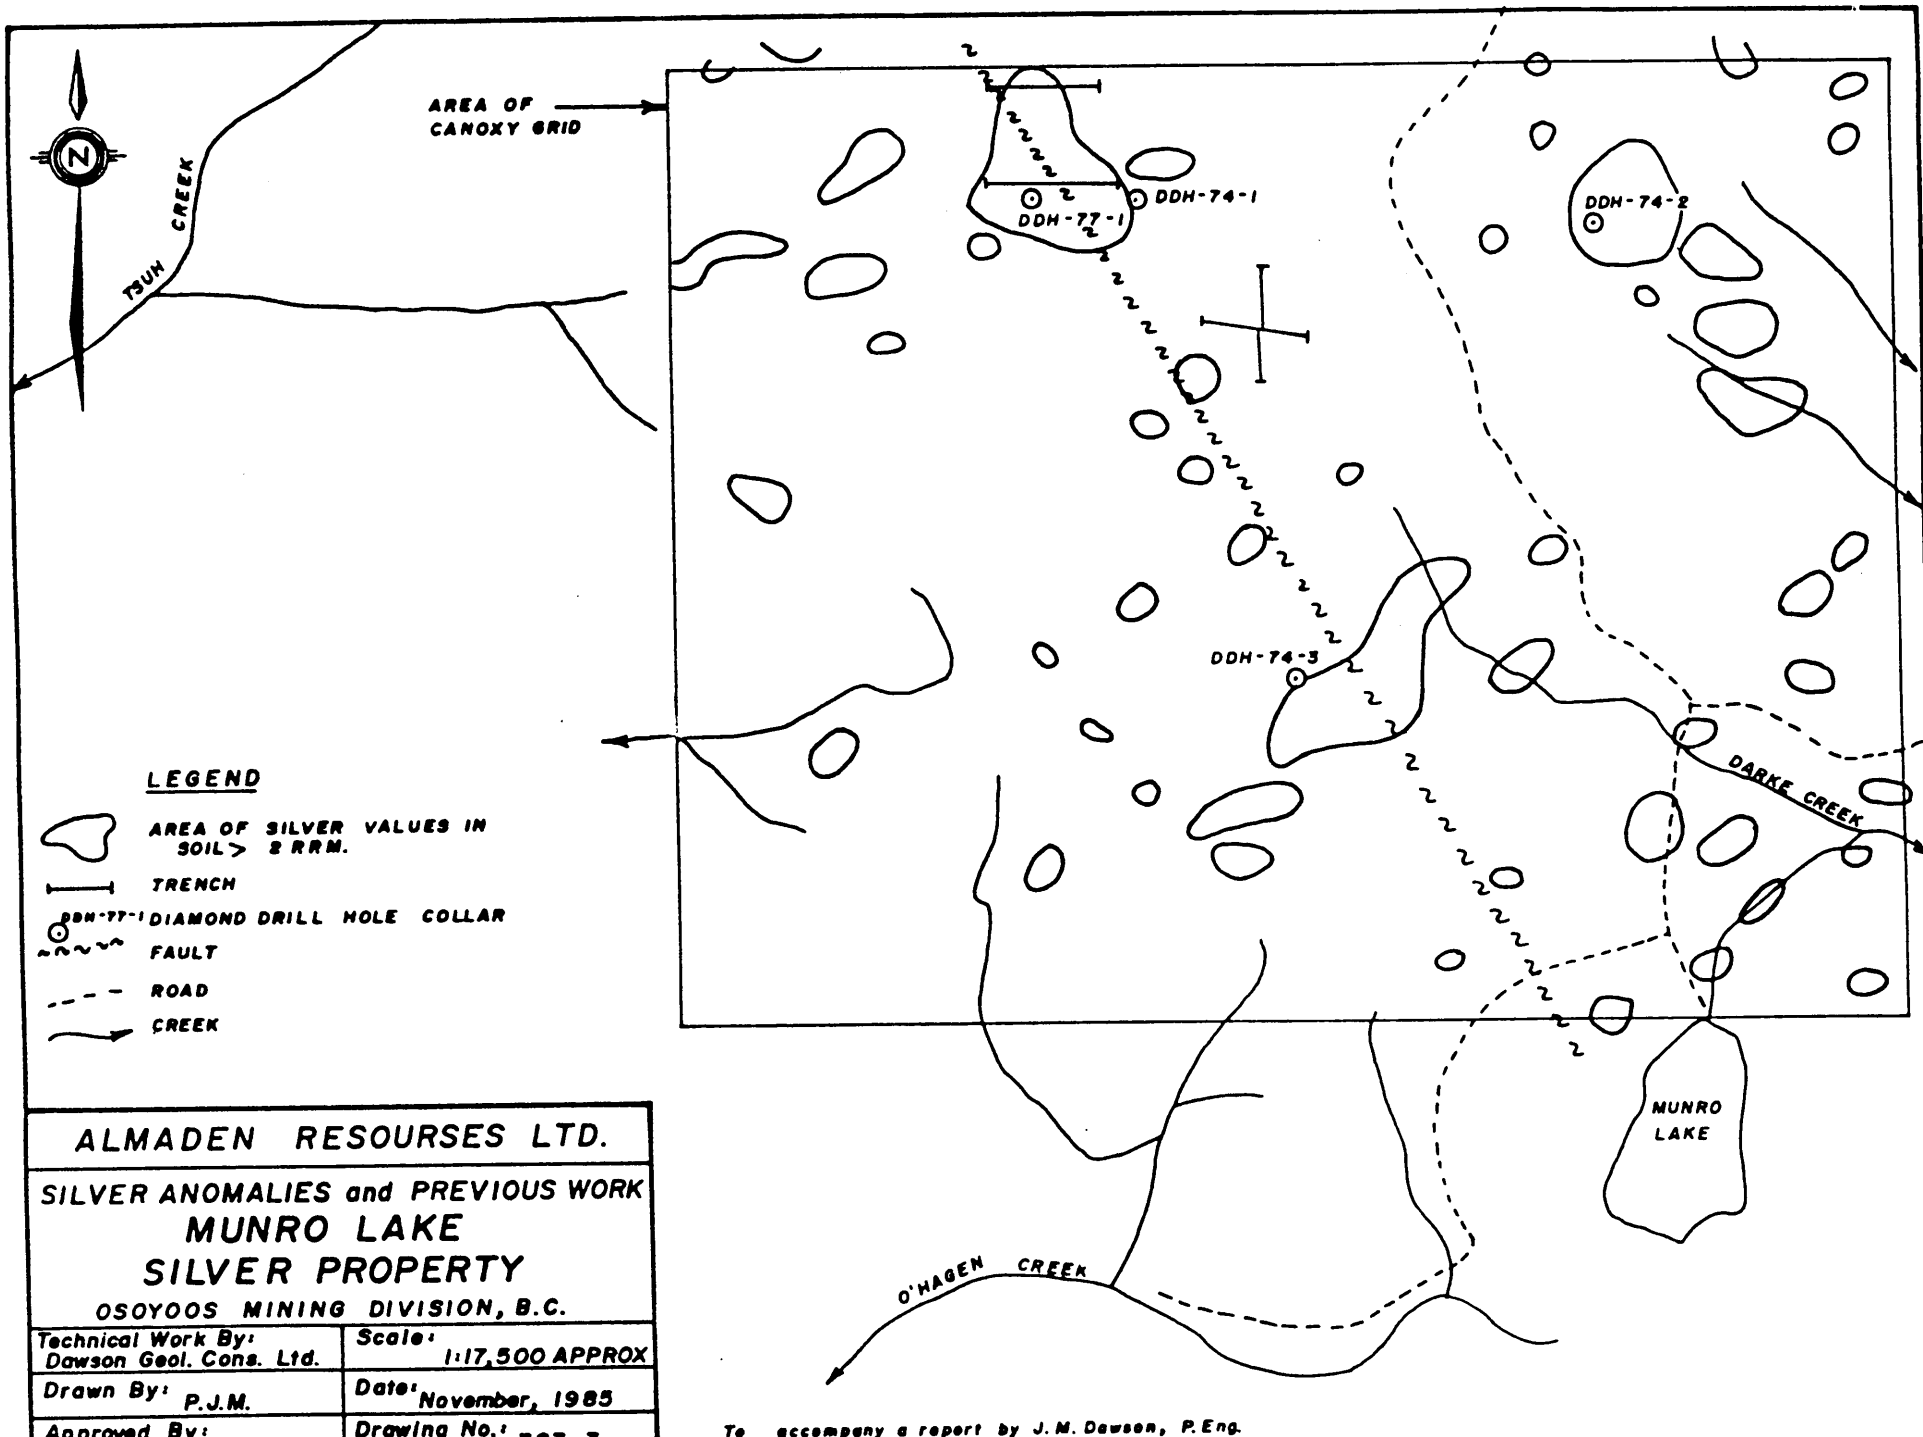 N
AREA OF
CANOXY GRID
TSUH CREEK
DDH-77-1
DDH-74-1
DDH-74-2
DDH-74-3
DARKE CREEK
MUNRO
LAKE
O'HAGEN CREEK
LEGEND
AREA OF SILVER VALUES IN
SOIL > 2 RRM.
TRENCH
DDH-77-1 DIAMOND DRILL HOLE COLLAR
FAULT
ROAD
CREEK
ALMADEN RESOURSES LTD.
SILVER ANOMALIES and PREVIOUS WORK
MUNRO LAKE
SILVER PROPERTY
OSOYOOS MINING DIVISION, B.C.
Technical Work By:
Dawson Geol. Cons. Ltd.
Scale:
1:17,500 APPROX
Drawn By: P.J.M.
Date: November, 1985
Approved By:
Drawing No.:
To accompany a report by J.M. Dawson, P. Eng.